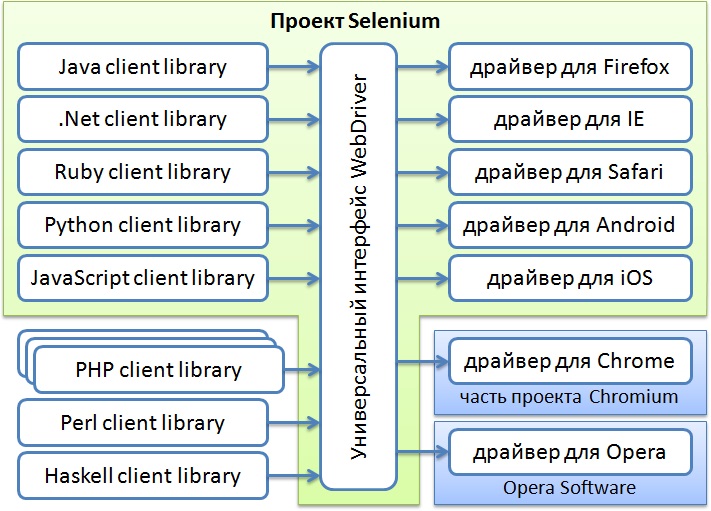 Проект Selenium
Java client library
.Net client library
Ruby client library
Python client library
JavaScript client library
PHP client library
Perl client library
Haskell client library
Универсальный интерфейс WebDriver
драйвер для Firefox
драйвер для IE
драйвер для Safari
драйвер для Android
драйвер для iOS
драйвер для Chrome
часть проекта Chromium
драйвер для Opera
Opera Software